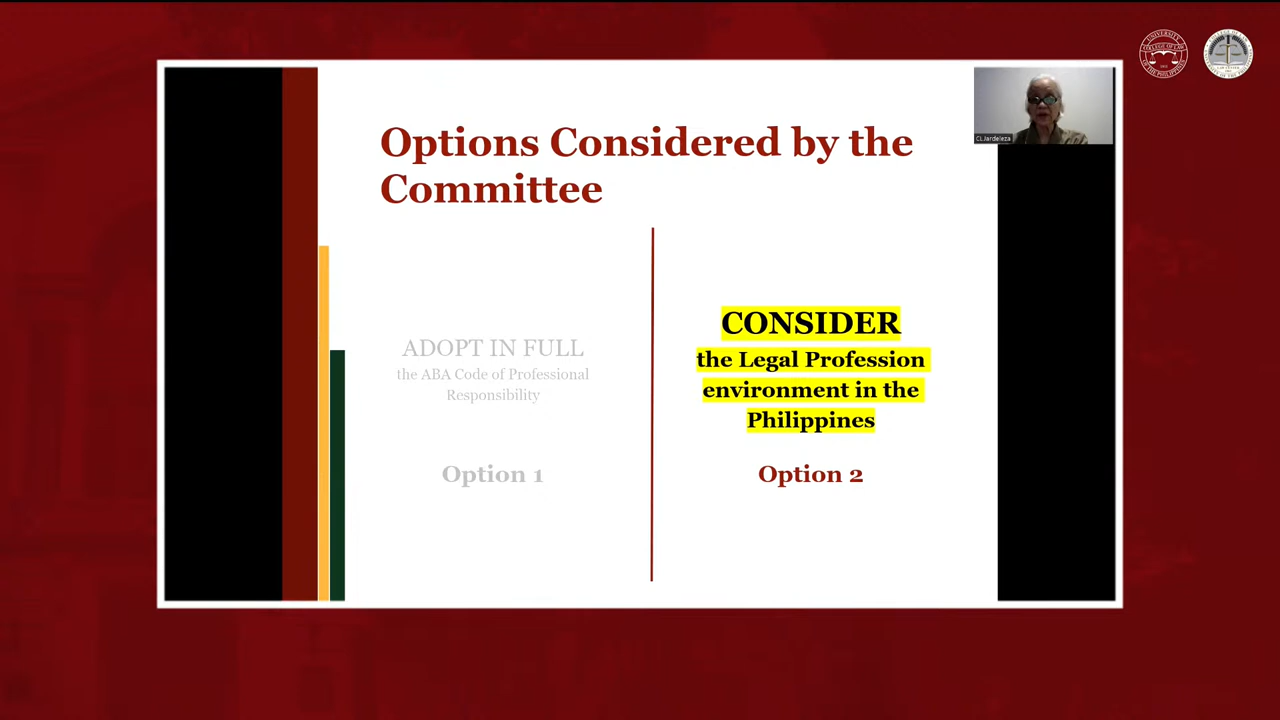 Options Considered by the
Committee
CLJardeleza
ADOPT IN FULL
the ABA Code of Professional
Responsibility
Option 1
CONSIDER
the Legal Profession
environment in the
Philippines
Option 2